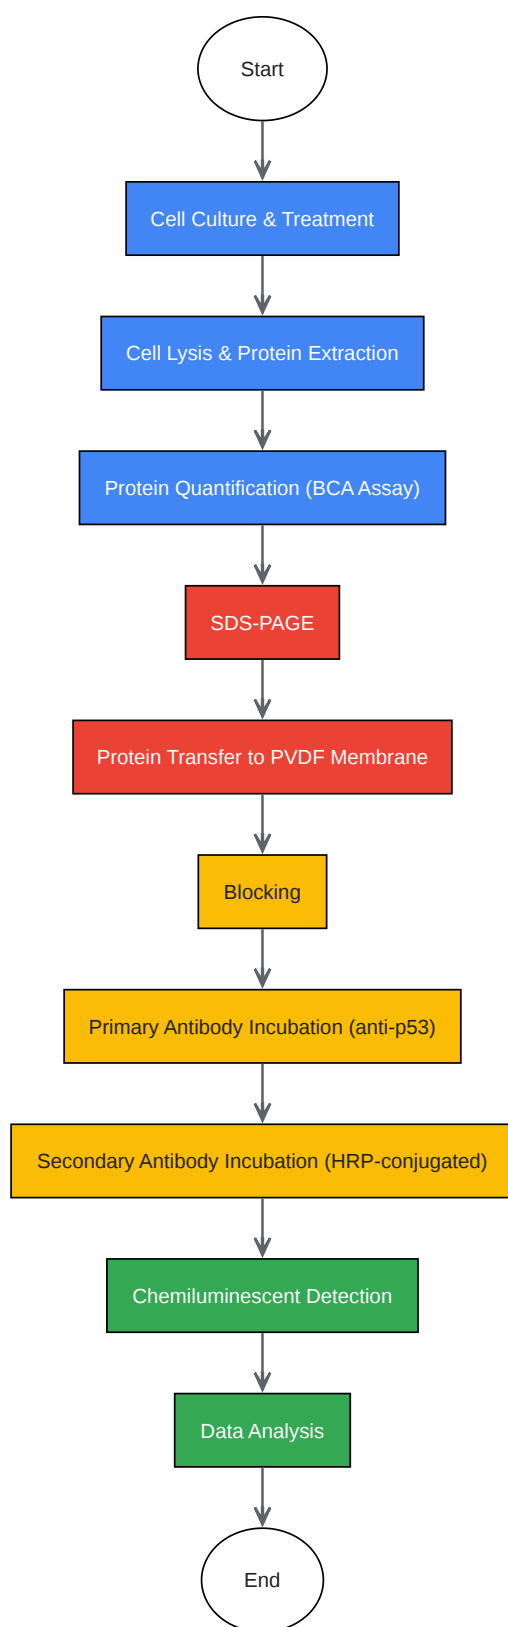 Start
Cell Culture & Treatment
Cell Lysis & Protein Extraction
Protein Quantification (BCA Assay)
SDS-PAGE
Protein Transfer to PVDF Membrane
Blocking
Primary Antibody Incubation (anti-p53)
Secondary Antibody Incubation (HRP-conjugated)
Chemiluminescent Detection
Data Analysis
End